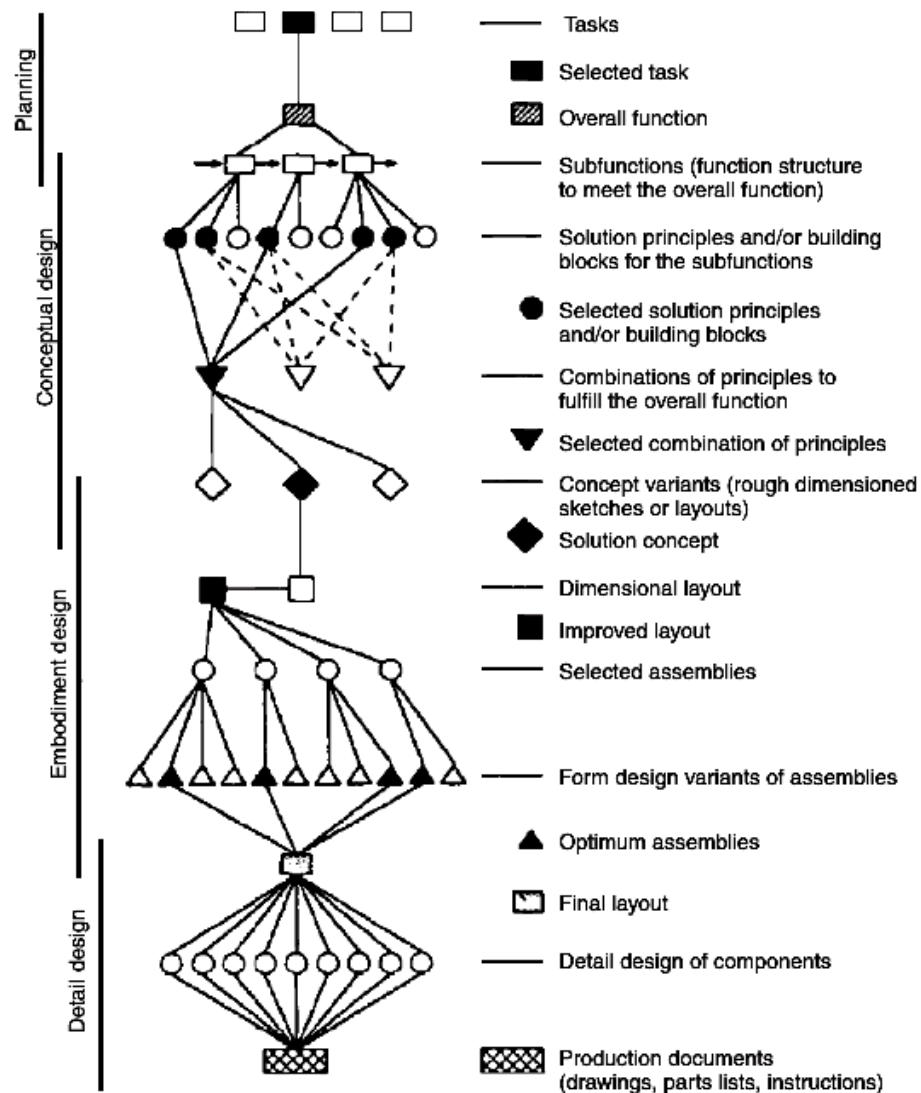 Tasks
Selected task
Overall function
Planning
Subfunctions (function structure
to meet the overall function)
Solution principles and/or building
blocks for the subfunctions
Conceptual design
Selected solution principles
and/or building blocks
Combinations of principles to
fulfill the overall function
Selected combination of principles
Concept variants (rough dimensioned
sketches or layouts)
Solution concept
Dimensional layout
Improved layout
Embodiment design
Selected assemblies
Form design variants of assemblies
Optimum assemblies
Final layout
Detail design
Detail design of components
Production documents
(drawings, parts lists, instructions)